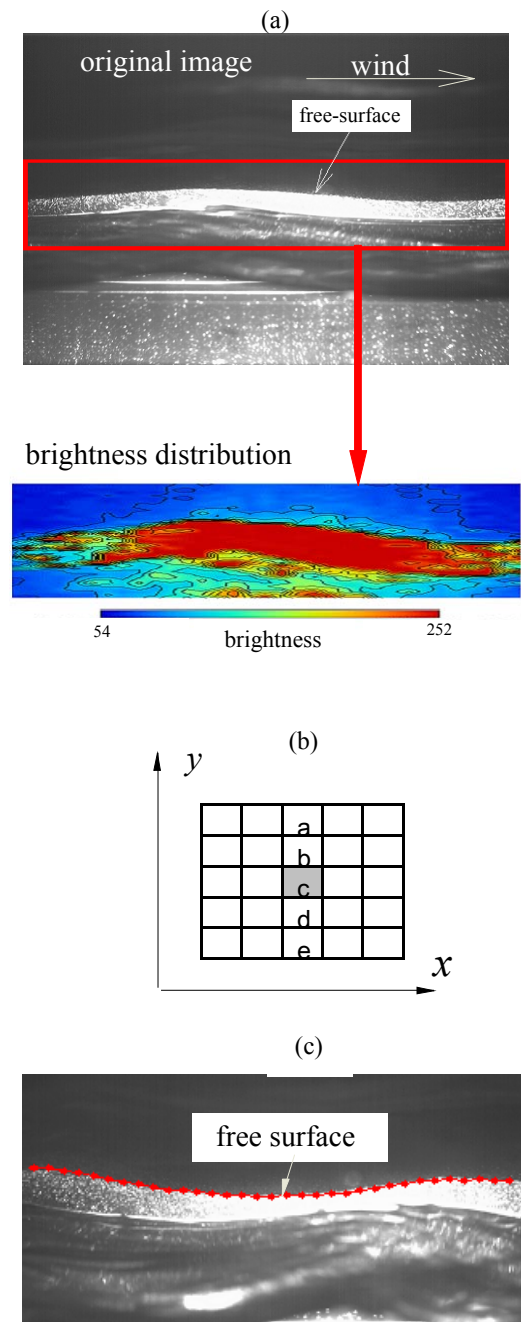 (a)
original image
wind
free-surface
brightness distribution
54
252
brightness
(b)
y
a
b
c
d
e
x
(c)
free surface